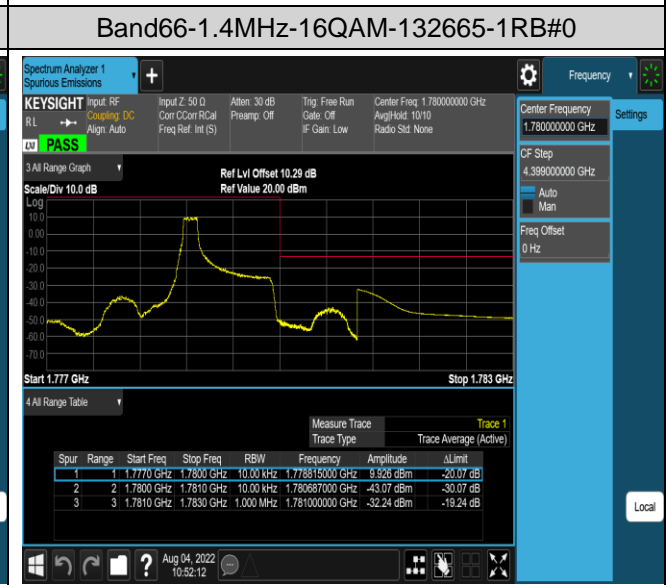 Band66-1.4MHz-16QAM-132665-1RB#0
Spectrum Analyzer 1
Spurious Emissions
+
Frequency
KEYSIGHT
RL
LXI
PASS
Input: RF
Coupling: DC
Align: Auto
Input Z: 50 Ω
Corr CCorr RCal
Freq Ref: Int (S)
Atten: 30 dB
Preamp: Off
Trig: Free Run
Gate: Off
IF Gain: Low
Center Freq: 1.780000000 GHz
Avg|Hold: 10/10
Radio Std: None
Center Frequency
1.780000000 GHz
Settings
CF Step
4.399000000 GHz
Auto
Man
Freq Offset
0 Hz
3 All Range Graph
Ref Lvl Offset 10.29 dB
Scale/Div 10.0 dB
Ref Value 20.00 dBm
Log
10.0
0.00
-10.0
-20.0
-30.0
-40.0
-50.0
-60.0
-70.0
Start 1.777 GHz
Stop 1.783 GHz
4 All Range Table
Measure Trace Trace 1
Trace Type Trace Average (Active)
Spur Range Start Freq Stop Freq RBW Frequency Amplitude ΔLimit
1 1 1.7770 GHz 1.7800 GHz 10.00 kHz 1.778815000 GHz 9.926 dBm -20.07 dB
2 2 1.7800 GHz 1.7810 GHz 10.00 kHz 1.780687000 GHz -43.07 dBm -30.07 dB
3 3 1.7810 GHz 1.7830 GHz 1.000 MHz 1.781000000 GHz -32.24 dBm -19.24 dB
Local
?
Aug 04, 2022
10:52:12